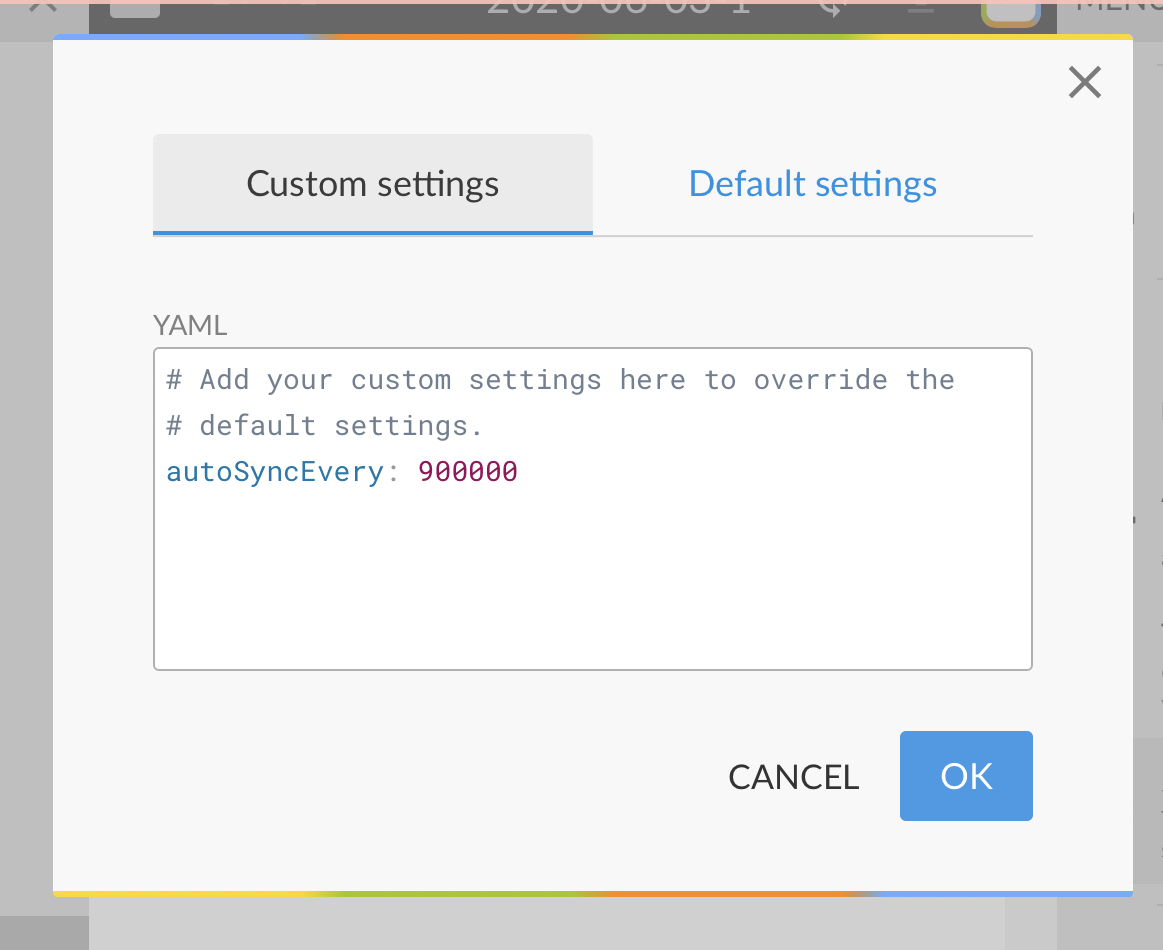 Custom settings
Default settings
YAML
# Add your custom settings here to override the
# default settings.
autoSyncEvery: 900000
CANCEL
OK